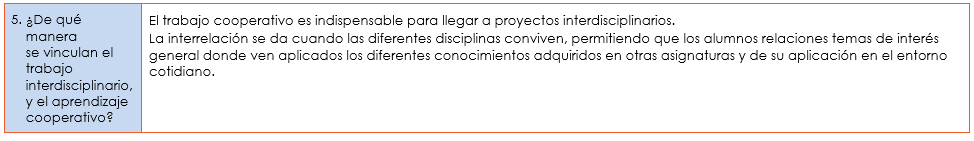 5. ¿De qué
manera
se vinculan el
trabajo
interdisciplinario,
y el aprendizaje
cooperativo?
El trabajo cooperativo es indispensable para llegar a proyectos interdisciplinarios.
La interrelación se da cuando las diferentes disciplinas conviven, permitiendo que los alumnos relaciones temas de interés
general donde ven aplicados los diferentes conocimientos adquiridos en otras asignaturas y de su aplicación en el entorno
cotidiano.